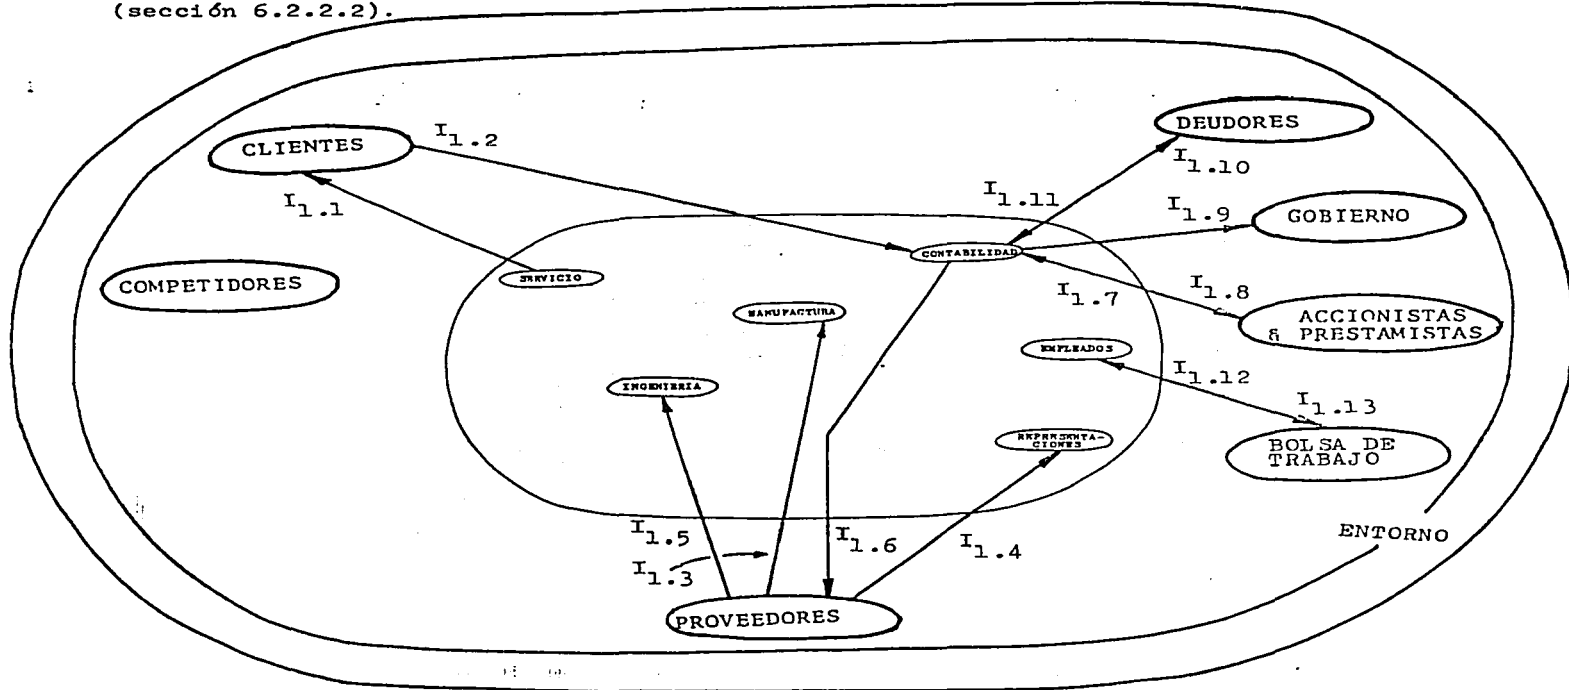 (sección 6.2.2.2).
DEUDORES
CLIENTES
I1.2
I1.10
I1.1
I1.11
I1.9
GOBIERNO
CONTABILIDAD
SERVICIO
COMPETIDORES
I1.7
I1.8
MANUFACTURA
ACCIONISTAS
& PRESTAMISTAS
EMPLEADOS
INGENIERIA
I1.12
I1.13
REPRESENTA-
CIONES
BOLSA DE
TRABAJO
I1.5
I1.3
I1.6
I1.4
ENTORNO
PROVEEDORES